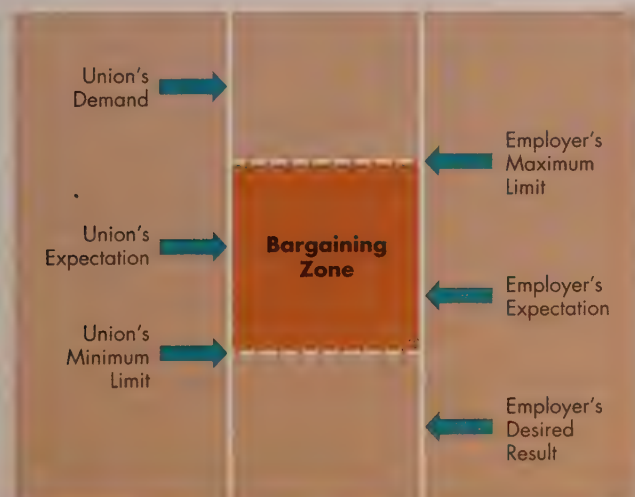 Union's
Demand
Employer's
Maximum
Limit
Union's
Expectation
Bargaining
Zone
Employer's
Expectation
Union's
Minimum
Limit
Employer's
Desired
Result